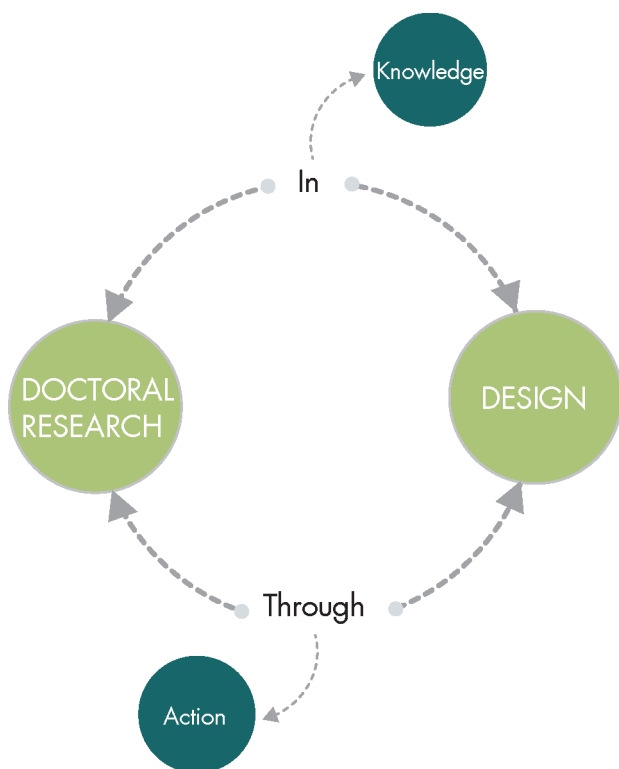 Knowledge
In
DOCTORAL
RESEARCH
DESIGN
Through
Action